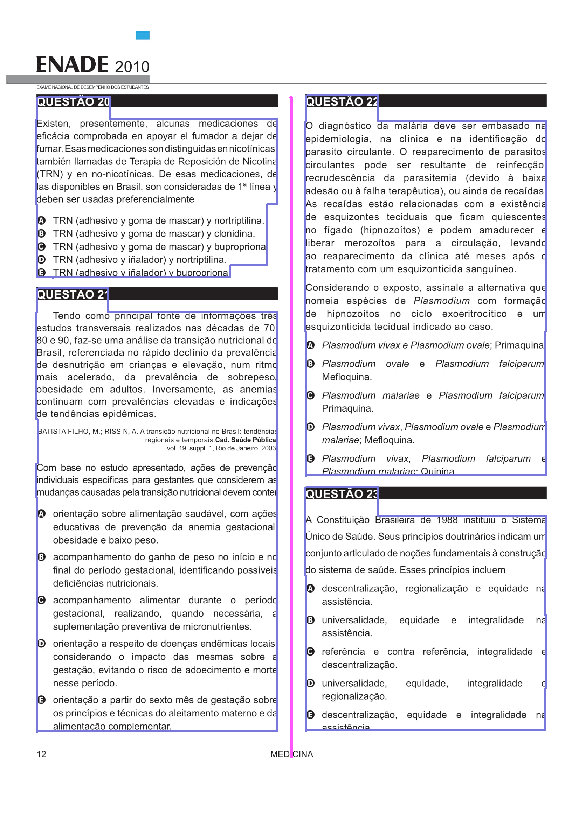 ENADE 2010
EXAME NACIONAL DE DESEMPENHO DOS ESTUDANTES
QUESTÃO 20
Existen, presentemente, algunas medicaciones de
eficácia comprobada en apoyar el fumador a dejar de
fumar. Esas medicaciones son distinguidas en nicotínicas,
también llamadas de Terapia de Reposición de Nicotina
(TRN) y en no-nicotínicas. De esas medicaciones, de
las disponibles en Brasil, son consideradas de 1ª línea y
deben ser usadas preferencialmente
A TRN (adhesivo y goma de mascar) y nortriptilina.
B TRN (adhesivo y goma de mascar) y clonidina.
C TRN (adhesivo y goma de mascar) y bupropriona
D TRN (adhesivo y iñalador) y nortriptilina.
E TRN (adhesivo y iñalador) y bupropriona
QUESTÃO 21
Tendo como principal fonte de informações três
estudos transversais realizados nas décadas de 70,
80 e 90, faz-se uma análise da transição nutricional do
Brasil, referenciada no rápido declínio da prevalência
de desnutrição em crianças e elevação, num ritmo
mais acelerado, da prevalência de sobrepeso/
obesidade em adultos. Inversamente, as anemias
continuam com prevalências elevadas e indicações
de tendências epidêmicas.
BATISTA FILHO, M.; RISSIN, A. A transição nutricional no Brasil: tendências
regionais e temporais Cad. Saúde Pública,
vol. 19, suppl. 1, Rio de Janeiro, 2003
Com base no estudo apresentado, ações de prevenção
individuais específicas para gestantes que considerem as
mudanças causadas pela transição nutricional devem conter
A orientação sobre alimentação saudável, com ações
educativas de prevenção da anemia gestacional,
obesidade e baixo peso.
B acompanhamento do ganho de peso no início e no
final do período gestacional, identificando possíveis
deficiências nutricionais.
C acompanhamento alimentar durante o período
gestacional, realizando, quando necessária, a
suplementação preventiva de micronutrientes.
D orientação a respeito de doenças endêmicas locais,
considerando o impacto das mesmas sobre a
gestação, evitando o risco de adoecimento e morte
nesse período.
E orientação a partir do sexto mês de gestação sobre
os princípios e técnicas do aleitamento materno e da
alimentação complementar.
QUESTÃO 22
O diagnóstico da malária deve ser embasado na
epidemiologia, na clínica e na identificação do
parasito circulante. O reaparecimento de parasitos
circulantes pode ser resultante de reinfecção,
recrudescência da parasitemia (devido à baixa
adesão ou à falha terapêutica), ou ainda de recaídas.
As recaídas estão relacionadas com a existência
de esquizontes teciduais que ficam quiescentes
no fígado (hipnozoítos) e podem amadurecer e
liberar merozoítos para a circulação, levando
ao reaparecimento da clínica até meses após o
tratamento com um esquizonticida sanguíneo.
Considerando o exposto, assinale a alternativa que
nomeia espécies de Plasmodium com formação
de hipnozoítos no ciclo exoeritrocítico e um
esquizonticida tecidual indicado ao caso.
A Plasmodium vivax e Plasmodium ovale; Primaquina.
B Plasmodium ovale e Plasmodium falciparum;
Mefloquina.
C Plasmodium malariae e Plasmodium falciparum;
Primaquina.
D Plasmodium vivax, Plasmodium ovale e Plasmodium
malariae; Mefloquina.
E Plasmodium vivax, Plasmodium falciparum e
Plasmodium malariae; Quinina.
QUESTÃO 23
A Constituição Brasileira de 1988 instituiu o Sistema
Único de Saúde. Seus princípios doutrinários indicam um
conjunto articulado de noções fundamentais à construção
do sistema de saúde. Esses princípios incluem
A descentralização, regionalização e equidade na
assistência.
B universalidade, equidade e integralidade na
assistência.
C referência e contra referência, integralidade e
descentralização.
D universalidade, equidade, integralidade e
regionalização.
E descentralização, equidade e integralidade na
assistência.
12
MEDICINA